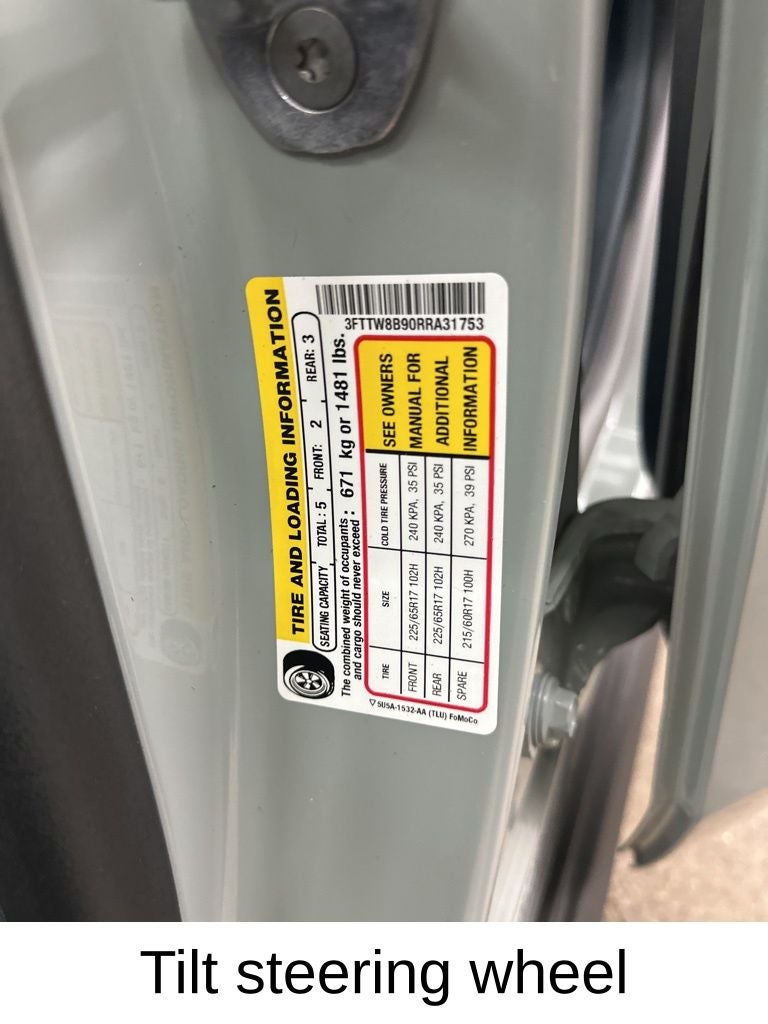 TIRE AND LOADING INFORMATION
SEATING CAPACITY TOTAL: 5 FRONT: 2 REAR: 3
The combined weight of occupants and cargo should never exceed : 671 kg or 1481 lbs.
3FTTW8B90RRA31753
TIRE SIZE COLD TIRE PRESSURE
FRONT 225/65R17 102H 240 KPA, 35 PSI
REAR 225/65R17 102H 240 KPA, 35 PSI
SPARE 215/60R17 100H 270 KPA, 39 PSI
SEE OWNERS
MANUAL FOR
ADDITIONAL
INFORMATION
5U5A-1532-AA (TLU) FoMoCo
Tilt steering wheel